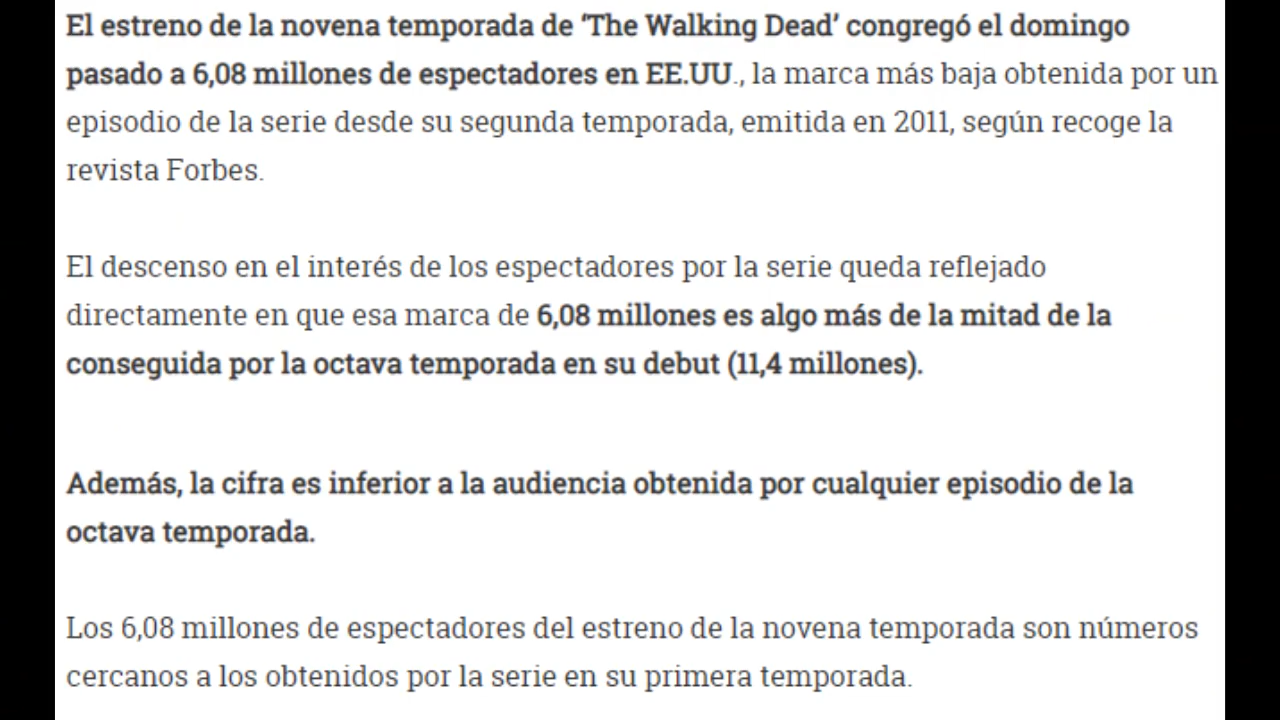 El estreno de la novena temporada de ‘The Walking Dead’ congregó el domingo
pasado a 6,08 millones de espectadores en EE.UU., la marca más baja obtenida por un
episodio de la serie desde su segunda temporada, emitida en 2011, según recoge la
revista Forbes.
El descenso en el interés de los espectadores por la serie queda reflejado
directamente en que esa marca de 6,08 millones es algo más de la mitad de la
conseguida por la octava temporada en su debut (11,4 millones).
Además, la cifra es inferior a la audiencia obtenida por cualquier episodio de la
octava temporada.
Los 6,08 millones de espectadores del estreno de la novena temporada son números
cercanos a los obtenidos por la serie en su primera temporada.